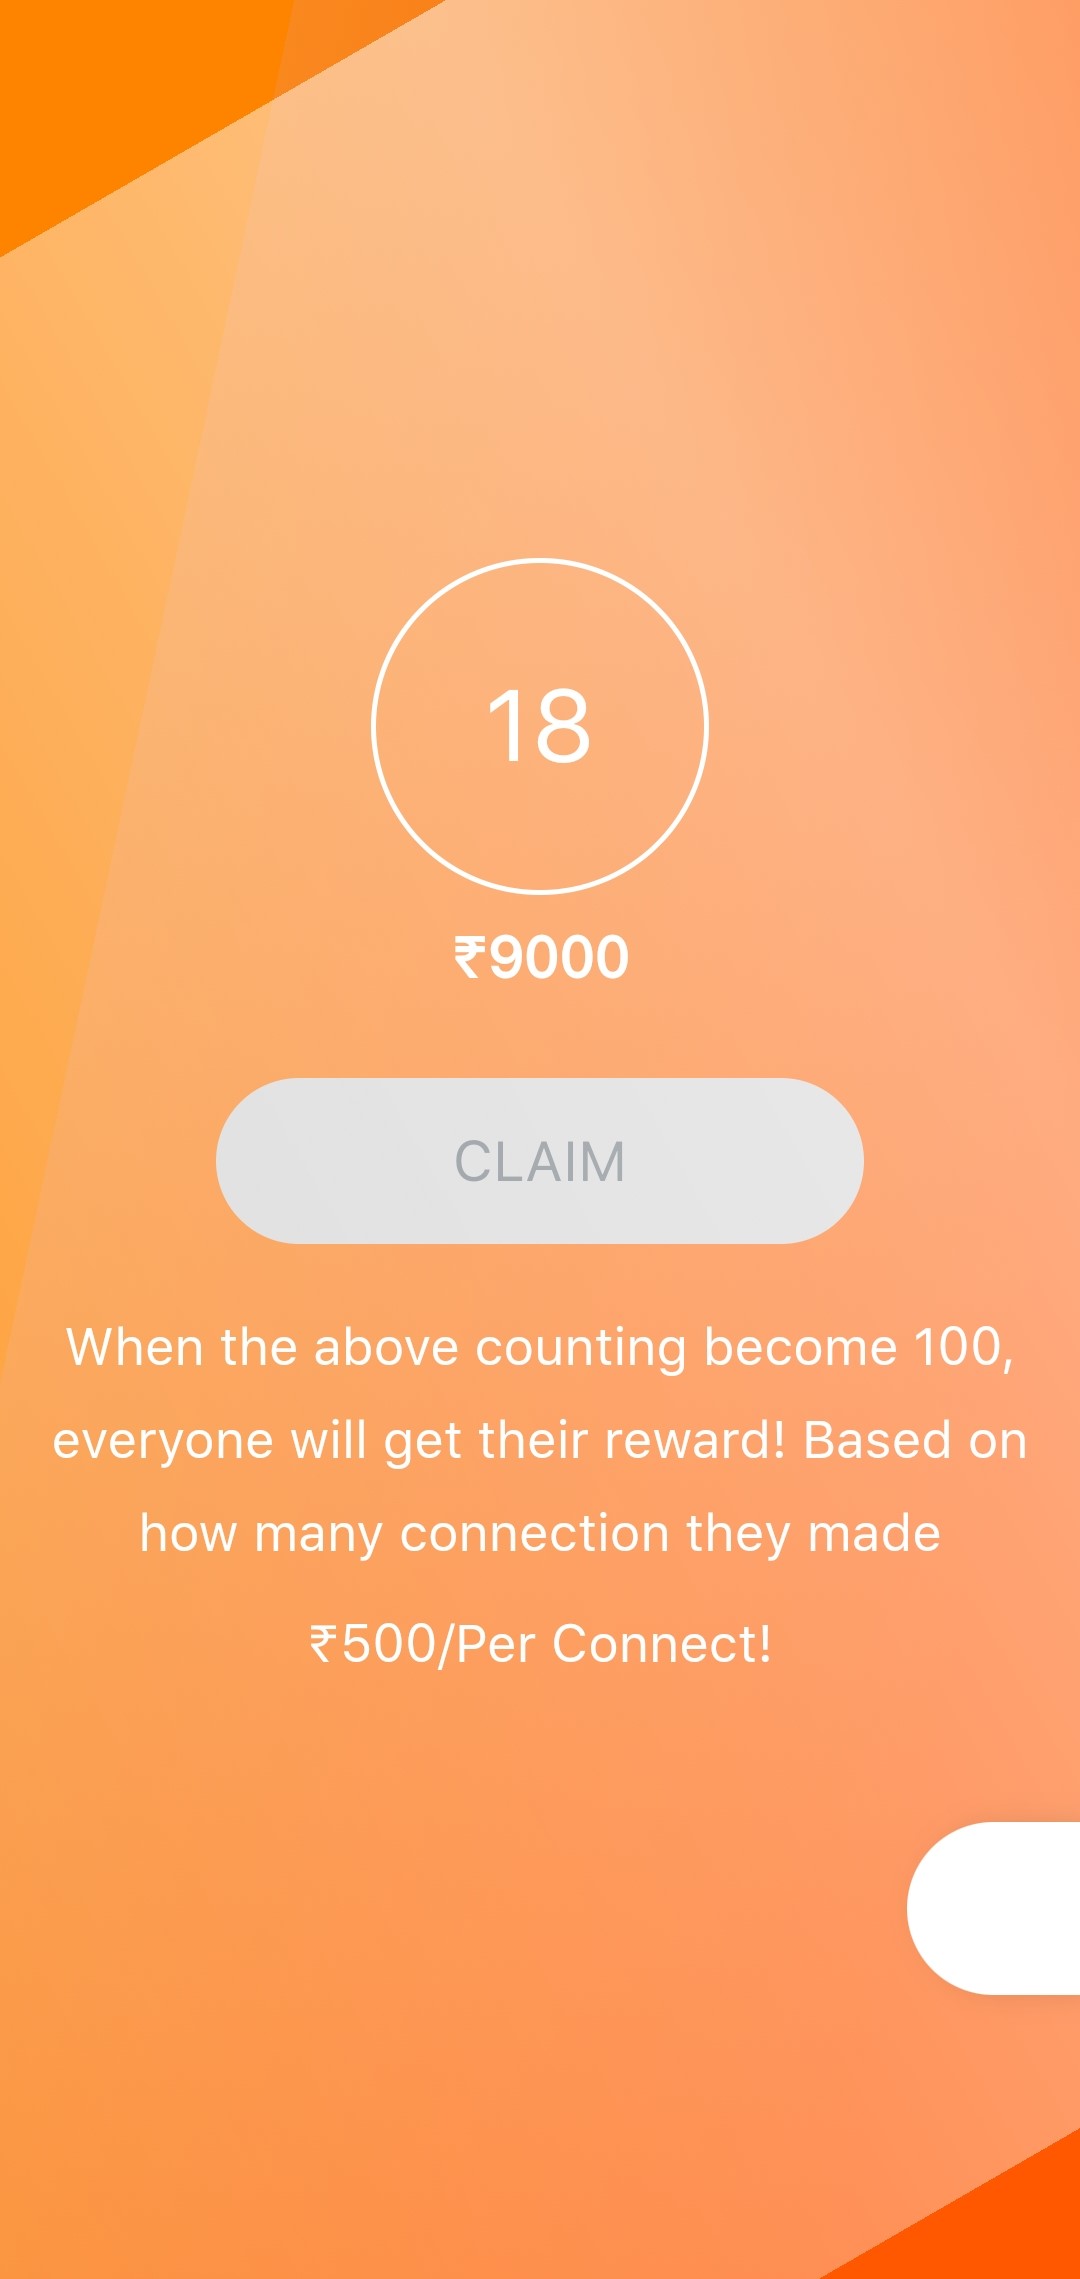 18
₹9000
CLAIM
When the above counting become 100,
everyone will get their reward! Based on
how many connection they made
₹500/Per Connect!